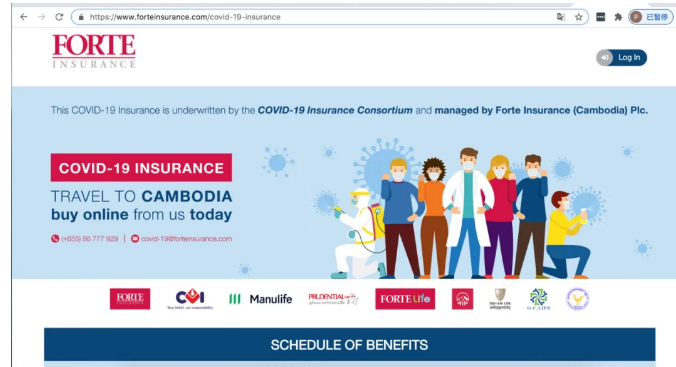 https://www.forteinsurance.com/covid-19-insurance
已暂停
FORTE
INSURANCE
Log In
This COVID-19 Insurance is underwritten by the COVID-19 Insurance Consortium and managed by Forte Insurance (Cambodia) Plc.
COVID-19 INSURANCE
TRAVEL TO CAMBODIA
buy online from us today
(+855) 86 777 929 | covid-19@forteinsurance.com
FORTE
INSURANCE
Manulife
PRUDENTIAL
FORTE Life
AIA
SCHEDULE OF BENEFITS